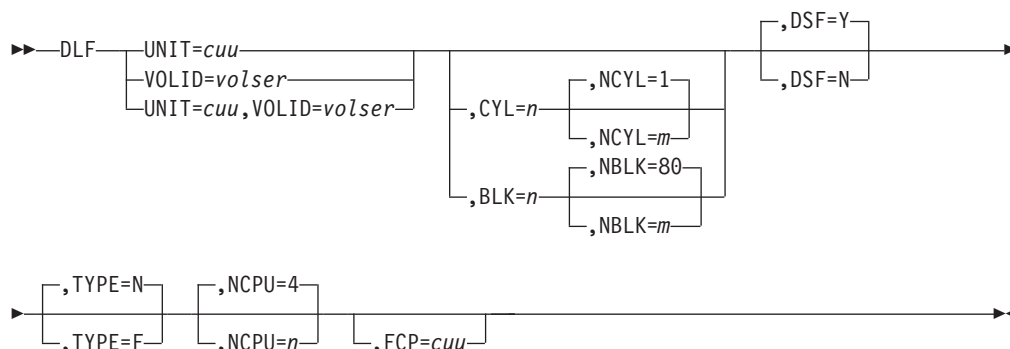 ,DSF=Y
DLF UNIT=cuu ,DSF=N
VOLID=volser ,NCYL=1
UNIT=cuu,VOLID=volser ,CYL=n
,NCYL=m
,NBLK=80
,BLK=n
,NBLK=m
,TYPE=N ,NCPU=4
,TYPE=F ,NCPU=n ,FCP=cuu